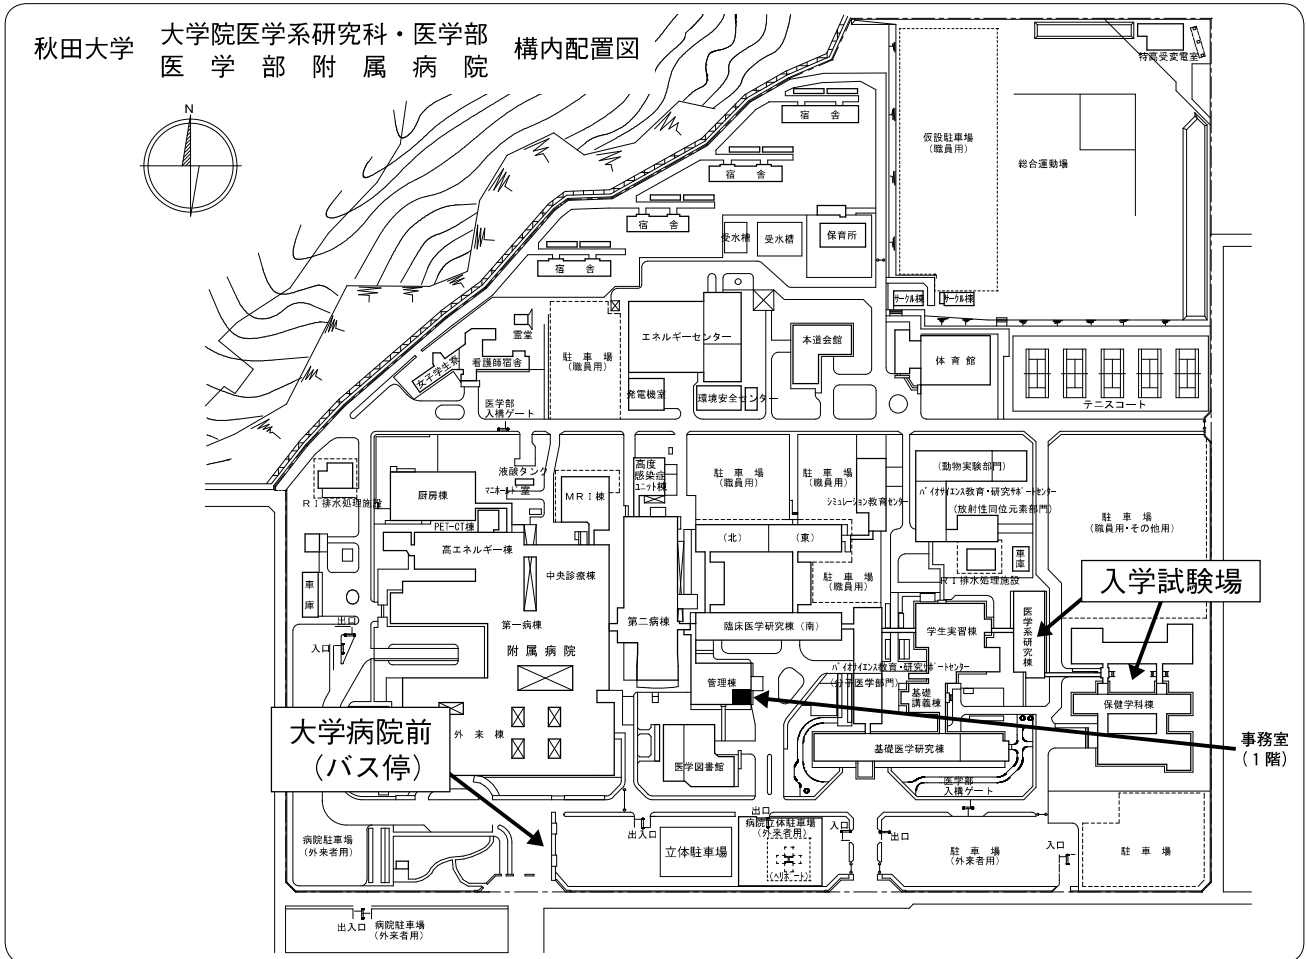 秋田大学 大学院医学系研究科・医学部 構内配置図
医学部附属病院
N
特高受変電室
宿舎
仮設駐車場
(職員用)
総合運動場
宿舎
宿舎
受水槽
受水槽
保育所
宿舎
サークル棟
サークル棟
霊堂
エネルギーセンター
本道会館
駐車場
(職員用)
体育館
看護師宿舎
女子学生寮
発電機室
環境安全センター
テニスコート
医学部
入構ゲート
高度
感染症
ユニット棟
液酸タンク
マニホールド室
厨房棟
MRI棟
駐車場
(職員用)
駐車場
(職員用)
シミュレーション教育センター
(動物実験部門)
バイオサイエンス教育・研究サポートセンター
(放射性同位元素部門)
駐車場
(職員用・その他用)
RI排水処理施設
PET-CT棟
高エネルギー棟
(北)
(東)
中央診療棟
駐車場
(職員用)
車庫
RI排水処理施設
車庫
入学試験場
出口
入口
第一病棟
第二病棟
臨床医学研究棟(南)
学生実習棟
医学系研究棟
附属病院
バイオサイエンス教育・研究サポートセンター
(分子医学部門)
管理棟
基礎
講義棟
保健学科棟
大学病院前
(バス停)
外来棟
基礎医学研究棟
事務室
(1階)
医学図書館
医学部
入構ゲート
出口
病院立体駐車場
(外来者用)
入口
出入口
出口
病院駐車場
(外来者用)
立体駐車場
(ヘリポート)
駐車場
(外来者用)
入口
駐車場
出入口
病院駐車場
(外来者用)